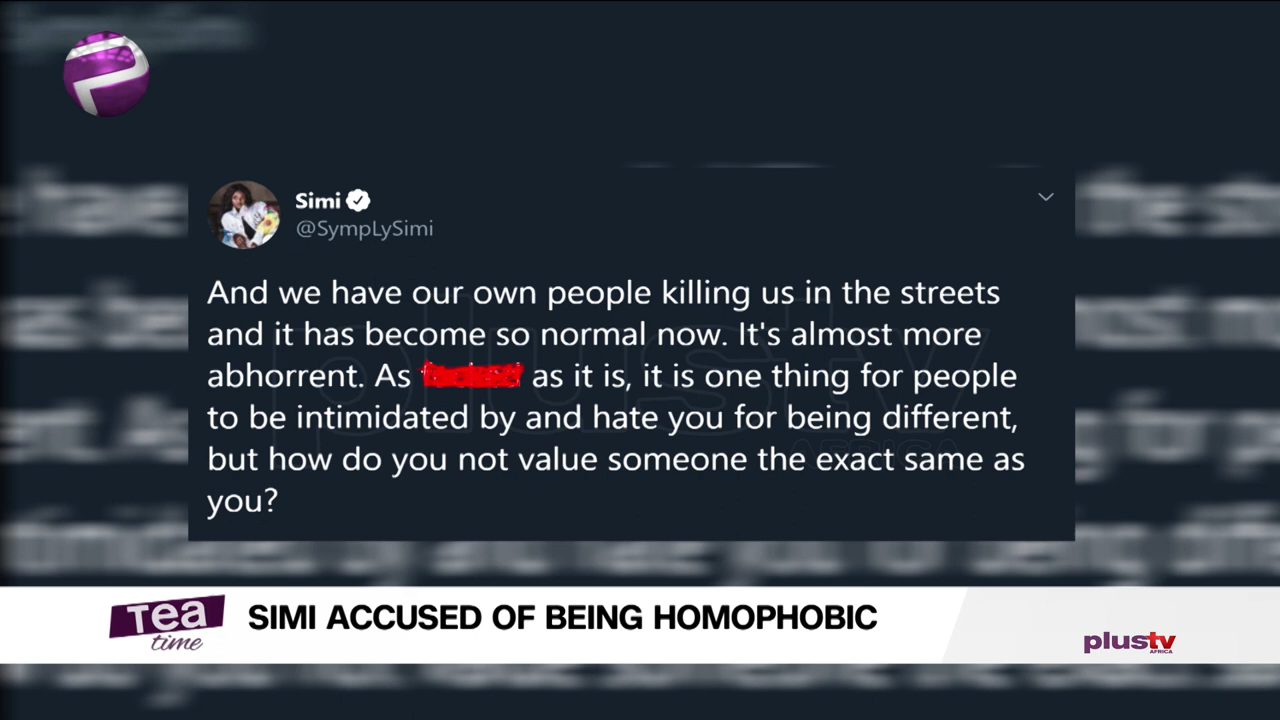 Simi
@SympLySimi
And we have our own people killing us in the streets
and it has become so normal now. It's almost more
abhorrent. As as it is, it is one thing for people
to be intimidated by and hate you for being different,
but how do you not value someone the exact same as
you?
Tea
time
SIMI ACCUSED OF BEING HOMOPHOBIC
plustv
AFRICA